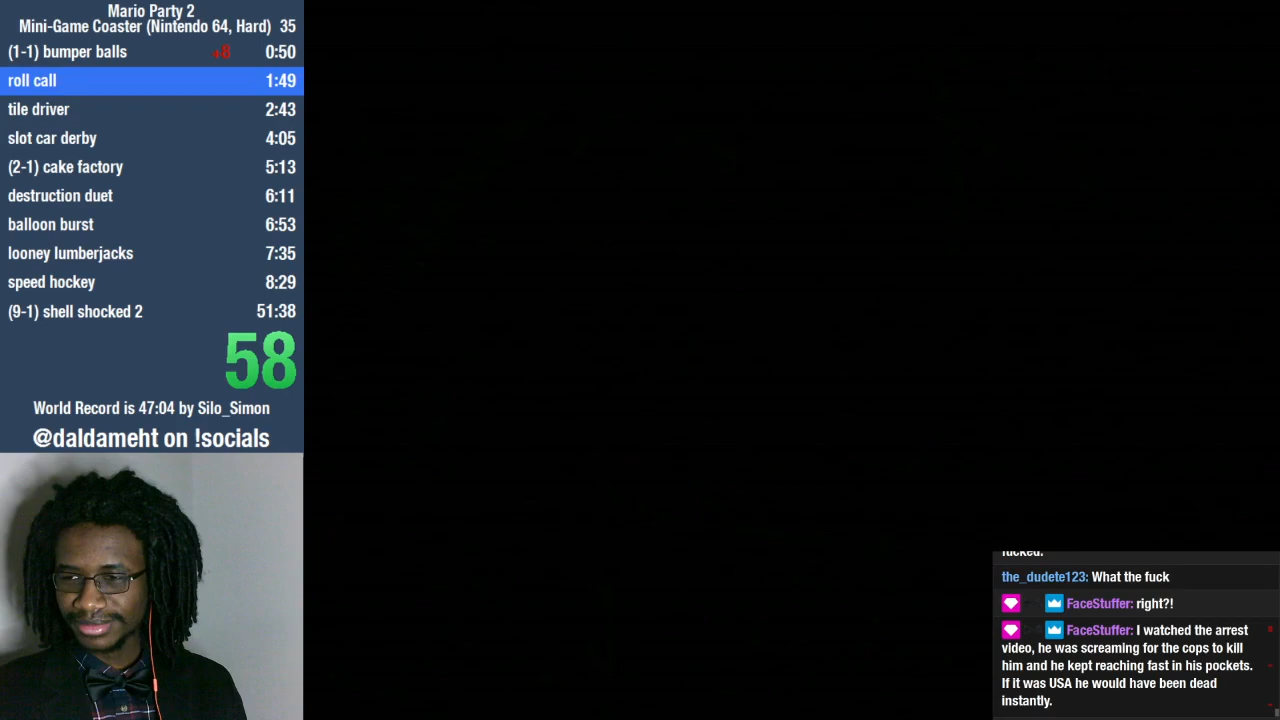 Mario Party 2
Mini-Game Coaster (Nintendo 64, Hard) 35
(1-1) bumper balls +8 0:50
roll call 1:49
tile driver 2:43
slot car derby 4:05
(2-1) cake factory 5:13
destruction duet 6:11
balloon burst 6:53
looney lumberjacks 7:35
speed hockey 8:29
(9-1) shell shocked 2 51:38
58
World Record is 47:04 by Silo_Simon
@daldameht on !socials
fucked.
the_dudete123: What the fuck
FaceStuffer: right?!
FaceStuffer: I watched the arrest
video, he was screaming for the cops to kill
him and he kept reaching fast in his pockets.
If it was USA he would have been dead
instantly.